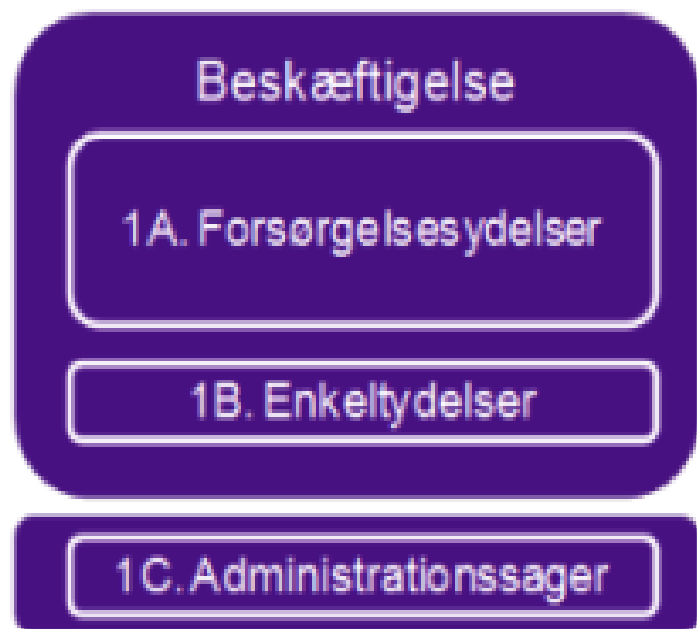 Beskæftigelse
1A. Forsørgelsesydelser
1B. Enkeltydelser
1C. Administrationssager